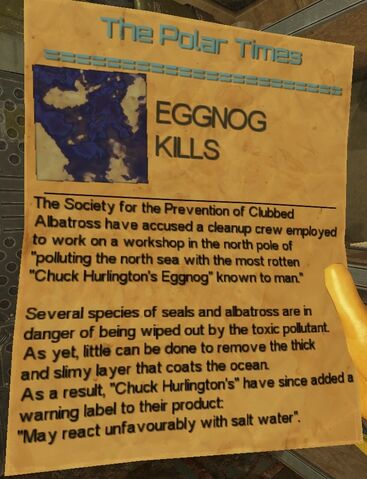 The Polar Times
EGGNOG
KILLS
The Society for the Prevention of Clubbed
Albatross have accused a cleanup crew employed
to work on a workshop in the north pole of
"polluting the north sea with the most rotten
"Chuck Hurlington's Eggnog" known to man."
Several species of seals and albatross are in
danger of being wiped out by the toxic pollutant.
As yet, little can be done to remove the thick
and slimy layer that coats the ocean.
As a result, "Chuck Hurlington's" have since added a
warning label to their product:
"May react unfavourably with salt water".